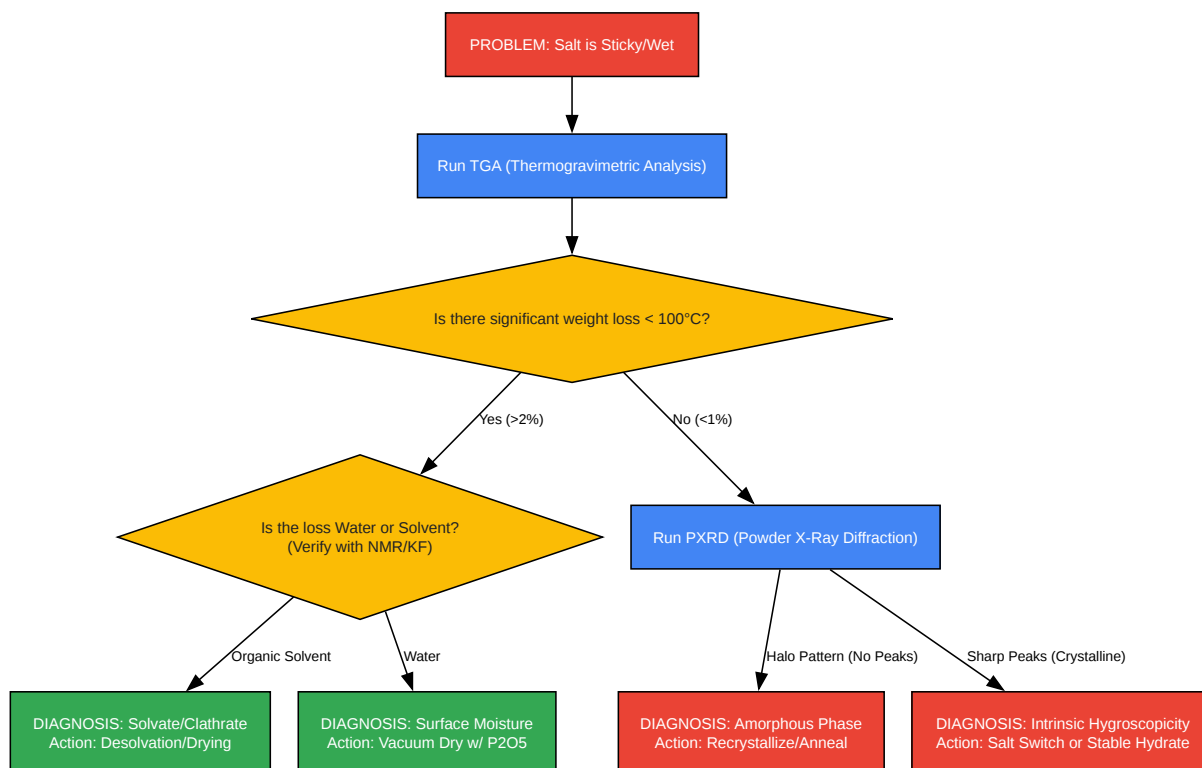 PROBLEM: Salt is Sticky/Wet
Run TGA (Thermogravimetric Analysis)
Is there significant weight loss < 100°C?
Yes (>2%)
No (<1%)
Is the loss Water or Solvent?
(Verify with NMR/KF)
Run PXRD (Powder X-Ray Diffraction)
Organic Solvent
Water
Halo Pattern (No Peaks)
Sharp Peaks (Crystalline)
DIAGNOSIS: Solvate/Clathrate
Action: Desolvation/Drying
DIAGNOSIS: Surface Moisture
Action: Vacuum Dry w/ P2O5
DIAGNOSIS: Amorphous Phase
Action: Recrystallize/Anneal
DIAGNOSIS: Intrinsic Hygroscopicity
Action: Salt Switch or Stable Hydrate